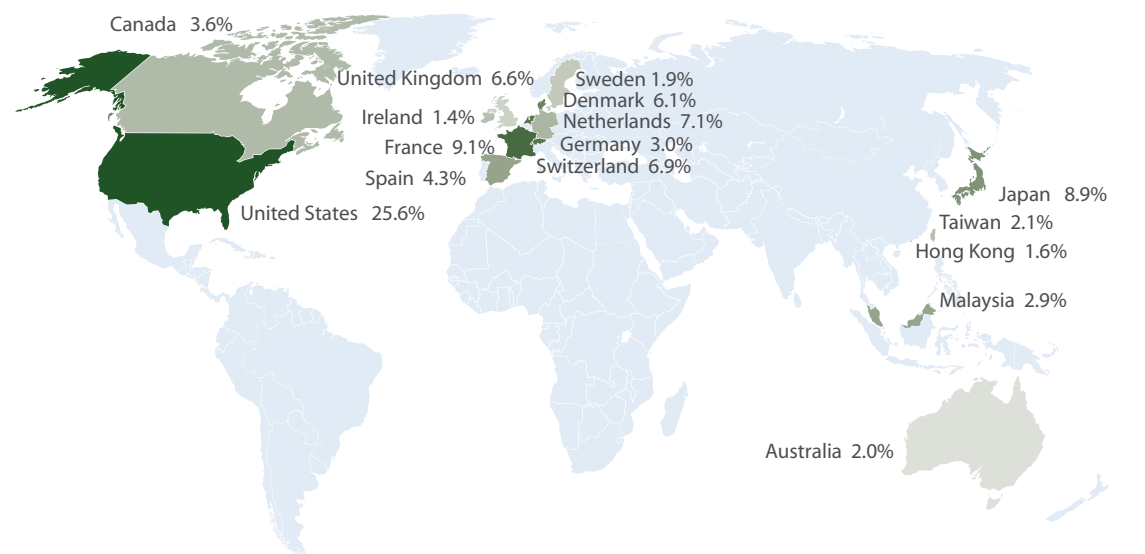 Canada 3.6%
United Kingdom 6.6%
Sweden 1.9%
Denmark 6.1%
Ireland 1.4%
Netherlands 7.1%
France 9.1%
Germany 3.0%
Switzerland 6.9%
Spain 4.3%
United States 25.6%
Japan 8.9%
Taiwan 2.1%
Hong Kong 1.6%
Malaysia 2.9%
Australia 2.0%